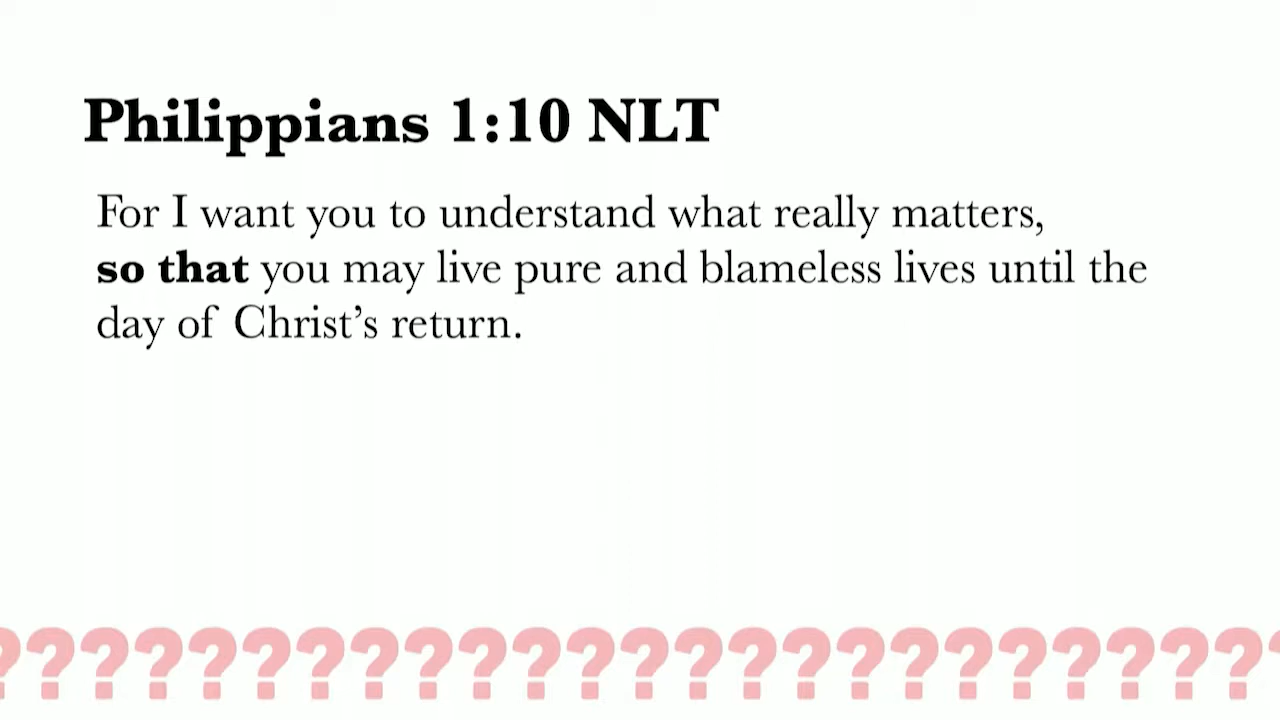 Philippians 1:10 NLT
For I want you to understand what really matters,
so that you may live pure and blameless lives until the
day of Christ’s return.
????????????????????????